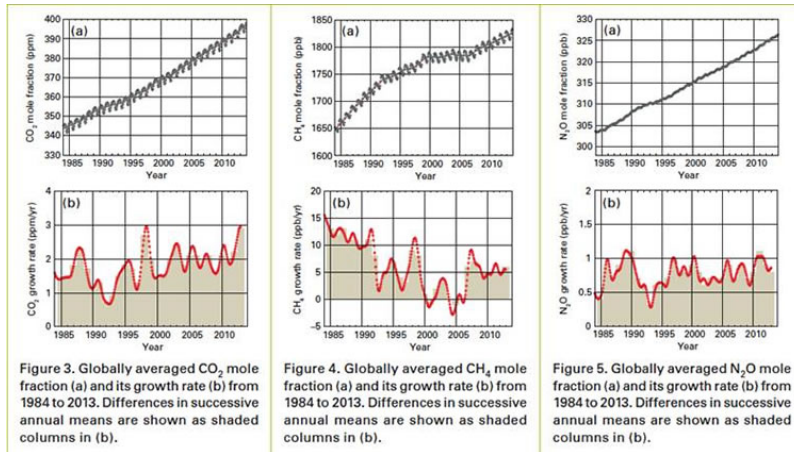 400
390
380
370
360
350
340
330
CO2 mole fraction (ppm)
(a)
1985 1990 1995 2000 2005 2010
Year
4
3
2
1
0
CO2 growth rate (ppm/yr)
(b)
1985 1990 1995 2000 2005 2010
Year
Figure 3. Globally averaged CO2 mole
fraction (a) and its growth rate (b) from
1984 to 2013. Differences in successive
annual means are shown as shaded
columns in (b).
1850
1800
1750
1700
1650
1600
CH4 mole fraction (ppb)
(a)
1985 1990 1995 2000 2005 2010
Year
20
15
10
5
0
−5
CH4 growth rate (ppb/yr)
(b)
1985 1990 1995 2000 2005 2010
Year
Figure 4. Globally averaged CH4 mole
fraction (a) and its growth rate (b) from
1984 to 2013. Differences in successive
annual means are shown as shaded
columns in (b).
330
325
320
315
310
305
300
N2O mole fraction (ppb)
(a)
1985 1990 1995 2000 2005 2010
Year
2
1.5
1
0.5
0
N2O growth rate (ppb/yr)
(b)
1985 1990 1995 2000 2005 2010
Year
Figure 5. Globally averaged N2O mole
fraction (a) and its growth rate (b) from
1984 to 2013. Differences in successive
annual means are shown as shaded
columns in (b).